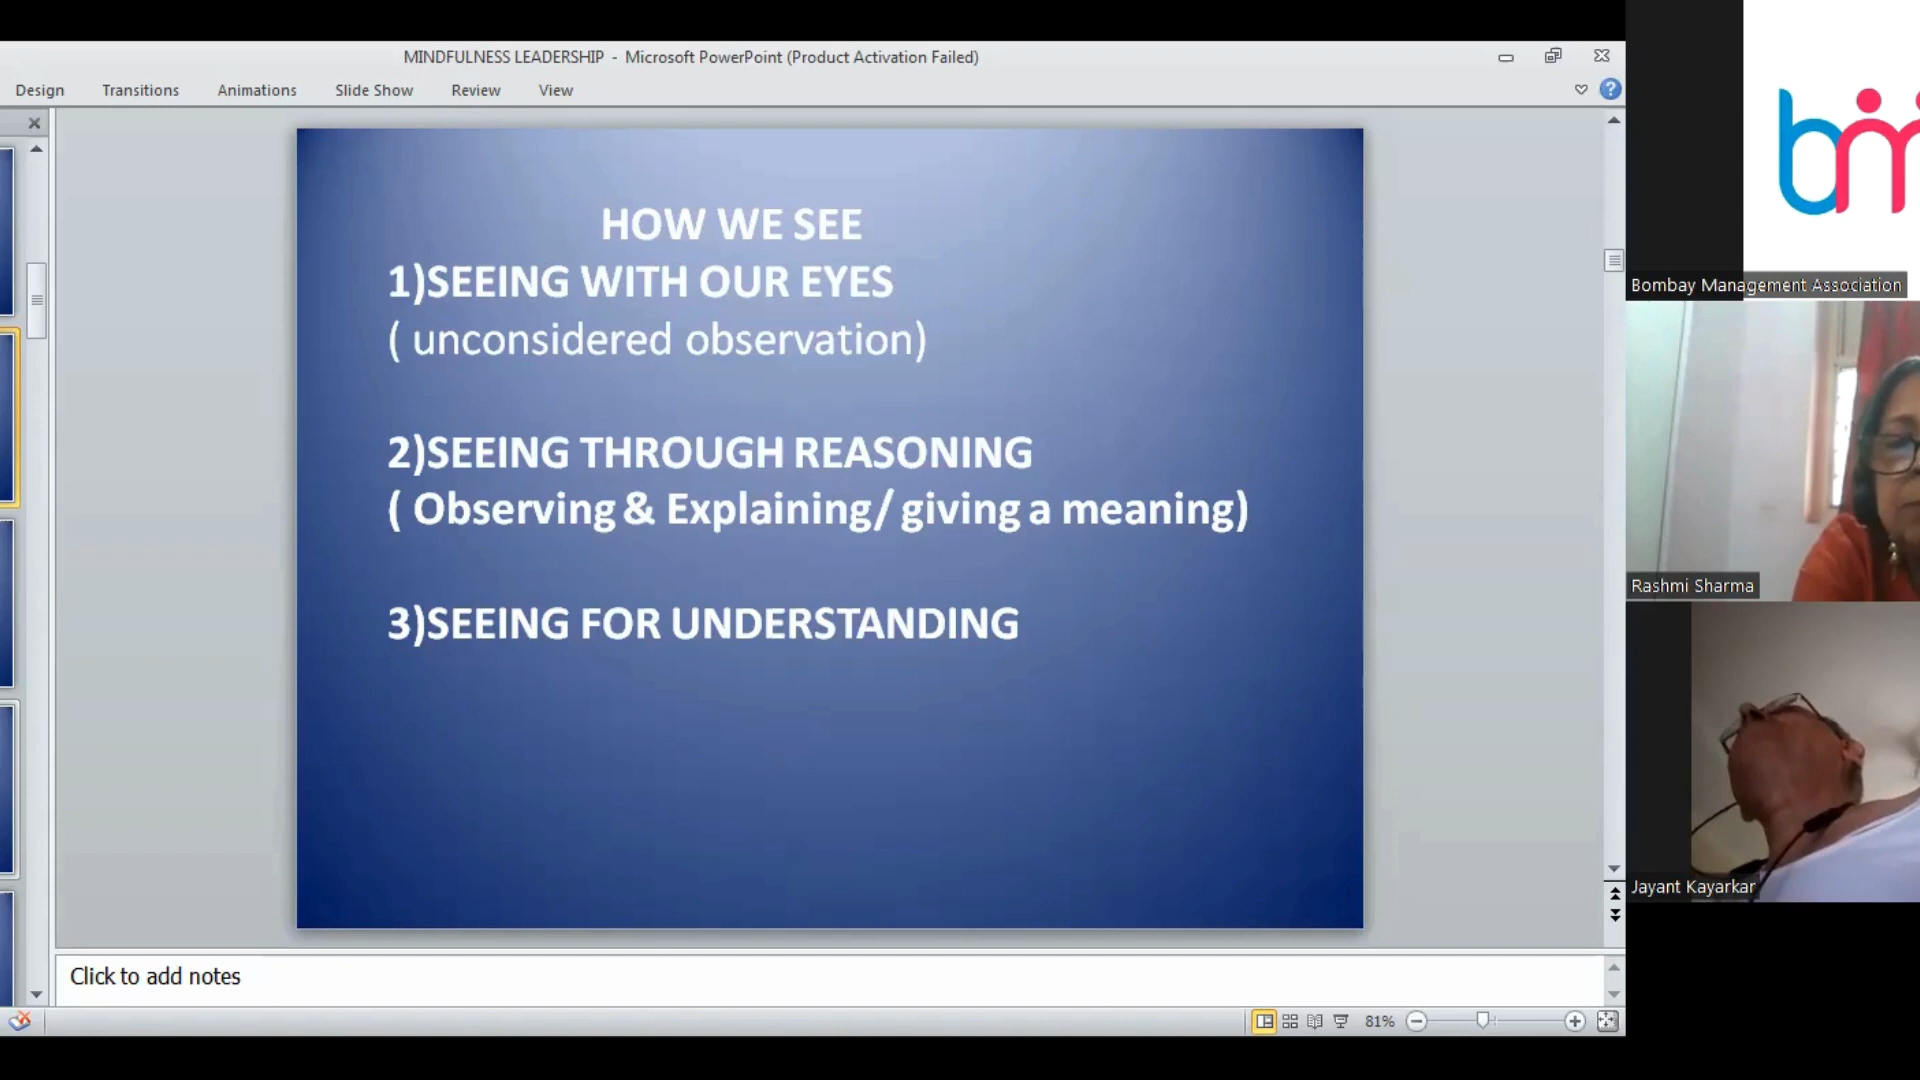 MINDFULNESS LEADERSHIP - Microsoft PowerPoint (Product Activation Failed)
Design Transitions Animations Slide Show Review View
HOW WE SEE
1)SEEING WITH OUR EYES
( unconsidered observation)
2)SEEING THROUGH REASONING
( Observing & Explaining/ giving a meaning)
3)SEEING FOR UNDERSTANDING
Click to add notes
81%
bm
Bombay Management Association
Rashmi Sharma
Jayant Kayarkar